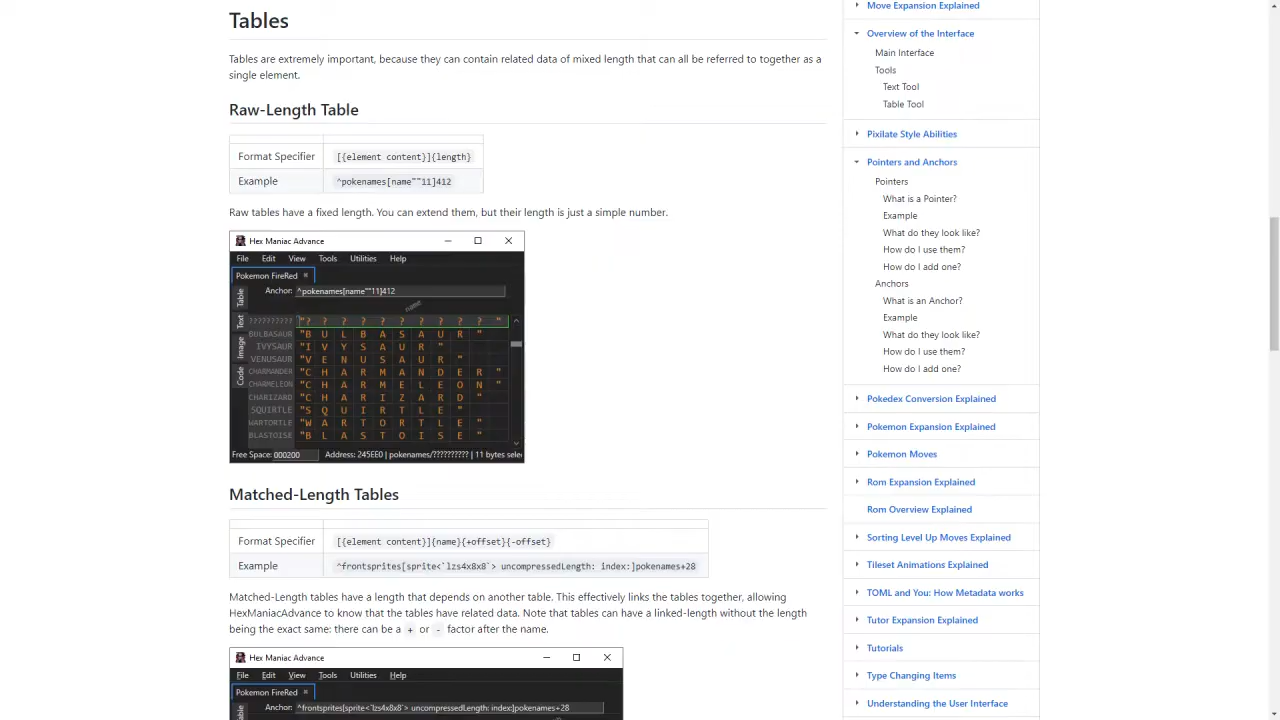 Tables
Tables are extremely important, because they can contain related data of mixed length that can all be referred to together as a
single element.
Raw-Length Table
Format Specifier [{element content}]{length}
Example ^pokenames[name""11]412
Raw tables have a fixed length. You can extend them, but their length is just a simple number.
Hex Maniac Advance
File Edit View Tools Utilities Help
Pokemon FireRed
Anchor: ^pokenames[name""11]412
name
Table
Text
Image
Code
?????????? "? ? ? ? ? ? ? ? ? ? "
BULBASAUR "B U L B A S A U R "
IVYSAUR "I V Y S A U R "
VENUSAUR "V E N U S A U R "
CHARMANDER "C H A R M A N D E R "
CHARMELEON "C H A R M E L E O N "
CHARIZARD "C H A R I Z A R D "
SQUIRTLE "S Q U I R T L E "
WARTORTLE "W A R T O R T L E "
BLASTOISE "B L A S T O I S E "
Free Space: 000200 Address: 245EE0 | pokenames/?????????? | 11 bytes sele
Matched-Length Tables
Format Specifier [{element content}]{name}{+offset}{-offset}
Example ^frontsprites[sprite<`lzs4x8x8`> uncompressedLength: index:]pokenames+28
Matched-Length tables have a length that depends on another table. This effectively links the tables together, allowing
HexManiacAdvance to know that the tables have related data. Note that tables can have a linked-length without the length
being the exact same: there can be a + or - factor after the name.
Hex Maniac Advance
File Edit View Tools Utilities Help
Pokemon FireRed
Anchor: ^frontsprites[sprite<`lzs4x8x8`> uncompressedLength: index:]pokenames+28
Move Expansion Explained
Overview of the Interface
Main Interface
Tools
Text Tool
Table Tool
Pixilate Style Abilities
Pointers and Anchors
Pointers
What is a Pointer?
Example
What do they look like?
How do I use them?
How do I add one?
Anchors
What is an Anchor?
Example
What do they look like?
How do I use them?
How do I add one?
Pokedex Conversion Explained
Pokemon Expansion Explained
Pokemon Moves
Rom Expansion Explained
Rom Overview Explained
Sorting Level Up Moves Explained
Tileset Animations Explained
TOML and You: How Metadata works
Tutor Expansion Explained
Tutorials
Type Changing Items
Understanding the User Interface